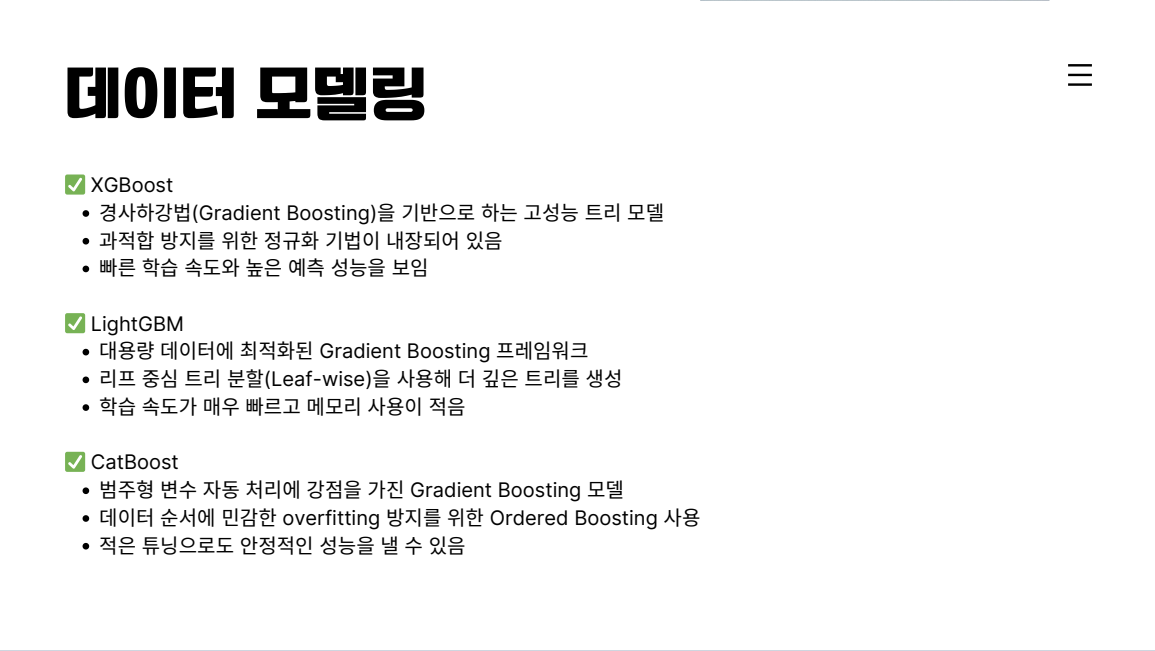 데이터 모델링
✅ XGBoost
• 경사하강법(Gradient Boosting)을 기반으로 하는 고성능 트리 모델
• 과적합 방지를 위한 정규화 기법이 내장되어 있음
• 빠른 학습 속도와 높은 예측 성능을 보임
✅ LightGBM
• 대용량 데이터에 최적화된 Gradient Boosting 프레임워크
• 리프 중심 트리 분할(Leaf-wise)을 사용해 더 깊은 트리를 생성
• 학습 속도가 매우 빠르고 메모리 사용이 적음
✅ CatBoost
• 범주형 변수 자동 처리에 강점을 가진 Gradient Boosting 모델
• 데이터 순서에 민감한 overfitting 방지를 위한 Ordered Boosting 사용
• 적은 튜닝으로도 안정적인 성능을 낼 수 있음